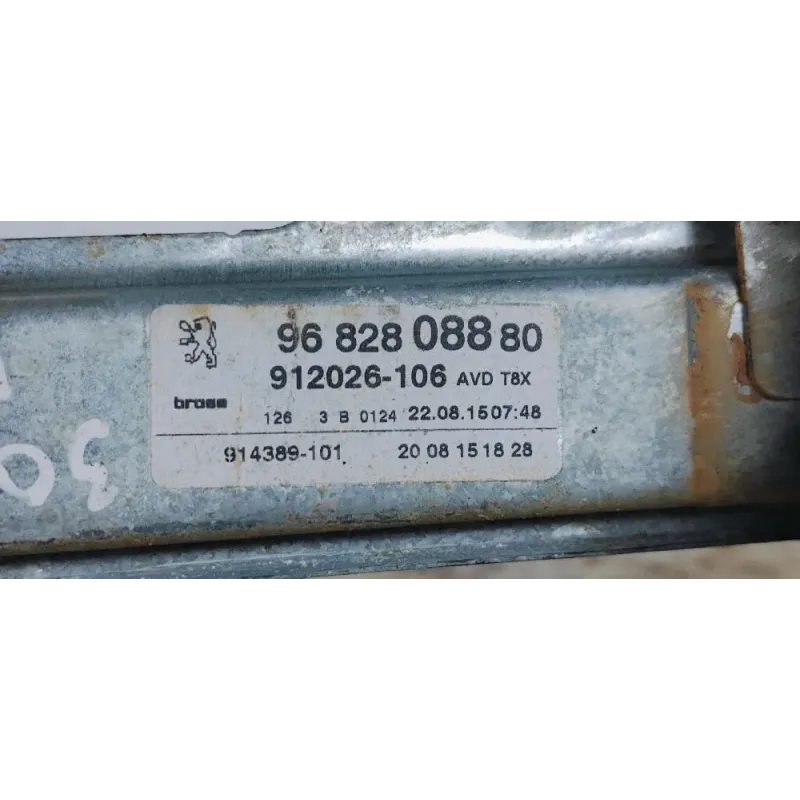 96 828 088 80
912026-106 AVD T8X
brose
126 3 B 0124 22.08.15 07:48
914389-101 20 08 15 18 28
30